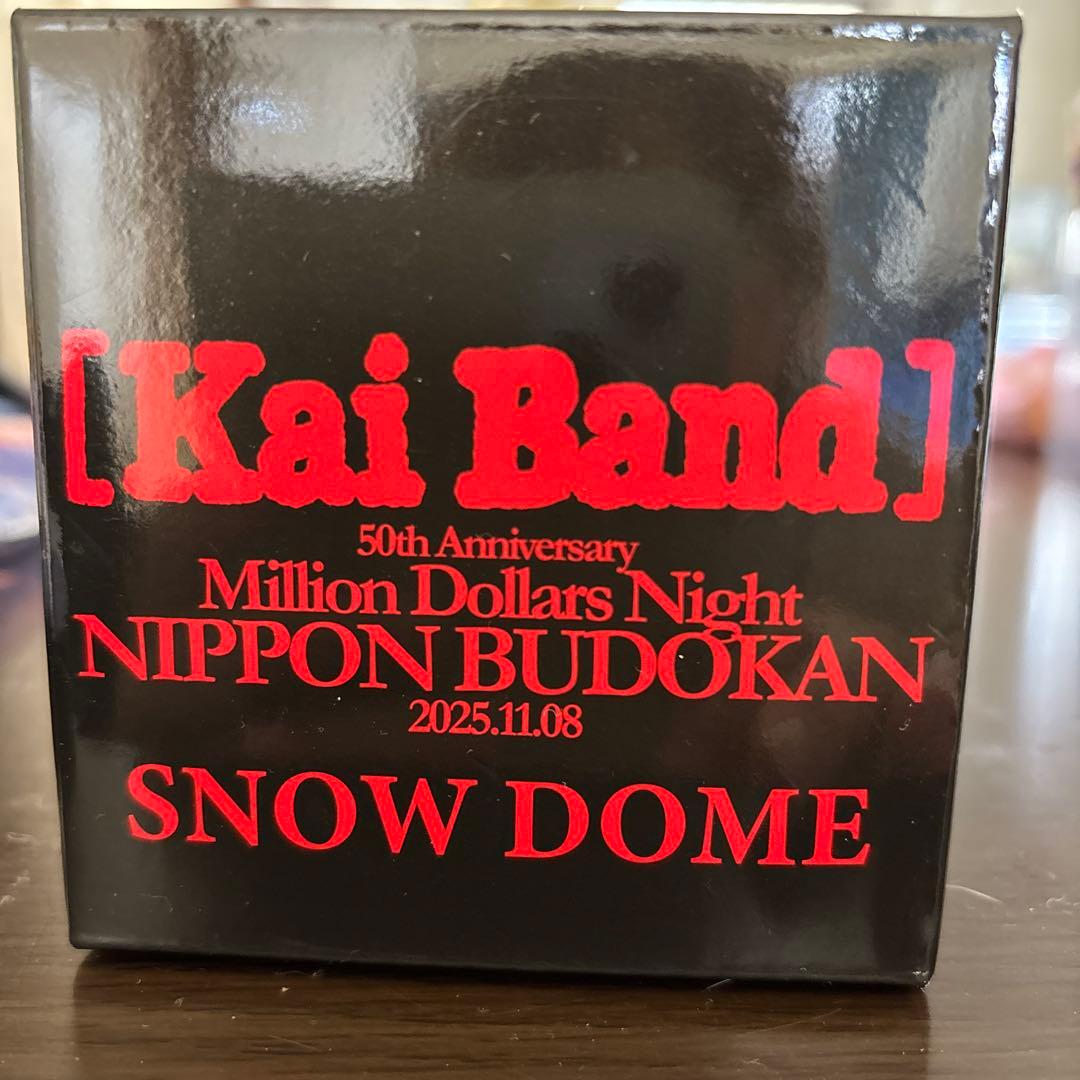 [Kai Band]
50th Anniversary
Million Dollars Night
NIPPON BUDOKAN
2025.11.08
SNOW DOME